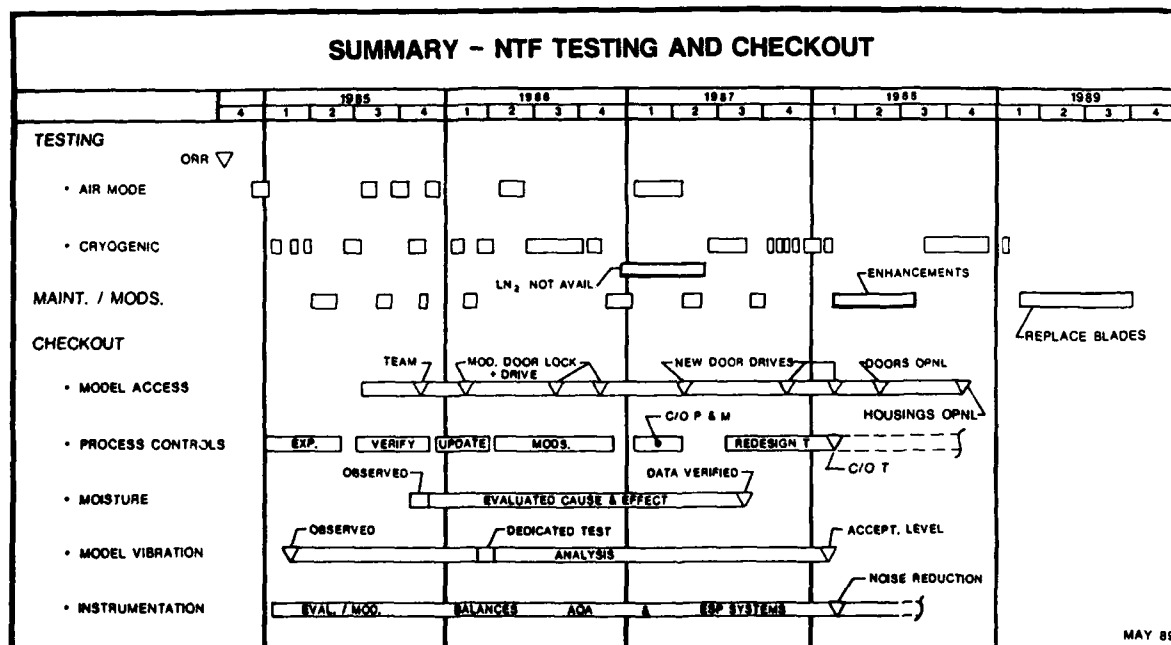 SUMMARY - NTF TESTING AND CHECKOUT
1985 1986 1987 1988 1989
4 1 2 3 4 1 2 3 4 1 2 3 4 1 2 3 4 1 2 3 4
TESTING
ORR
• AIR MODE
• CRYOGENIC
LN₂ NOT AVAIL
ENHANCEMENTS
MAINT. / MODS.
REPLACE BLADES
CHECKOUT
TEAM MOD. DOOR LOCK + DRIVE NEW DOOR DRIVES DOORS OPNL
• MODEL ACCESS
HOUSINGS OPNL
C/O P & M
• PROCESS CONTROLS EXP. VERIFY UPDATE MODS. REDESIGN T
C/O T
OBSERVED DATA VERIFIED
• MOISTURE EVALUATED CAUSE & EFFECT
OBSERVED DEDICATED TEST ACCEPT. LEVEL
• MODEL VIBRATION ANALYSIS
NOISE REDUCTION
• INSTRUMENTATION EVAL. / MOD. BALANCES AOA & ESP SYSTEMS
MAY 89